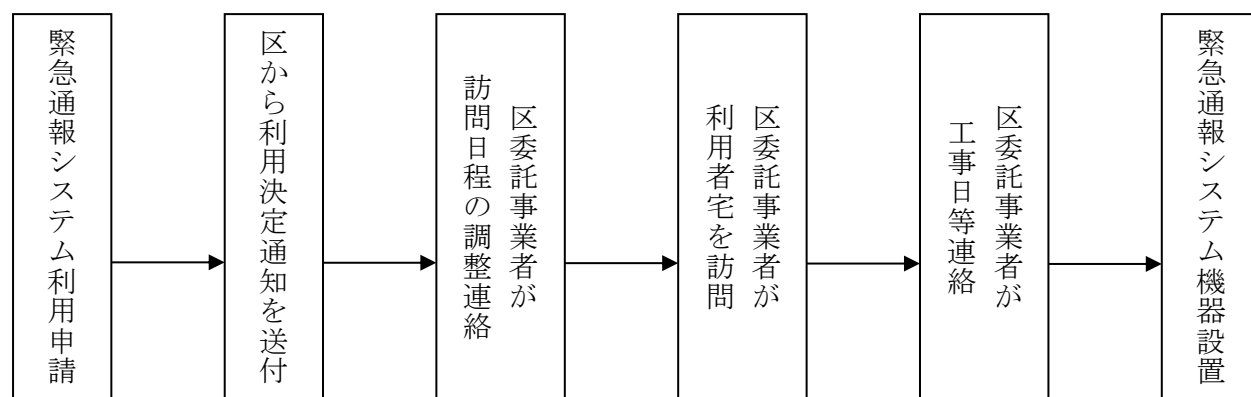 緊急通報システム利用申請
区から利用決定通知を送付
区委託事業者が
訪問日程の調整連絡
区委託事業者が
利用者宅を訪問
区委託事業者が
工事日等連絡
緊急通報システム機器設置